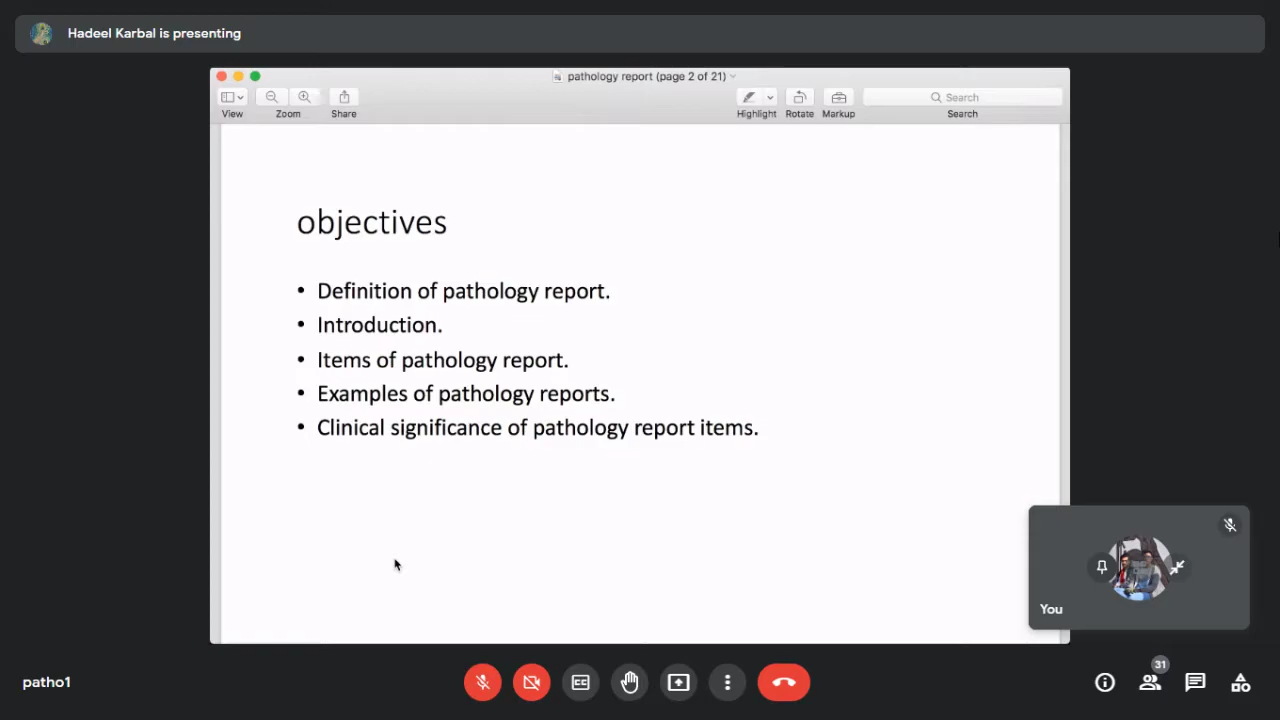 Hadeel Karbal is presenting
pathology report (page 2 of 21)
View
Zoom
Share
Highlight
Rotate
Markup
Search
Search
objectives
• Definition of pathology report.
• Introduction.
• Items of pathology report.
• Examples of pathology reports.
• Clinical significance of pathology report items.
You
patho1
CC
31